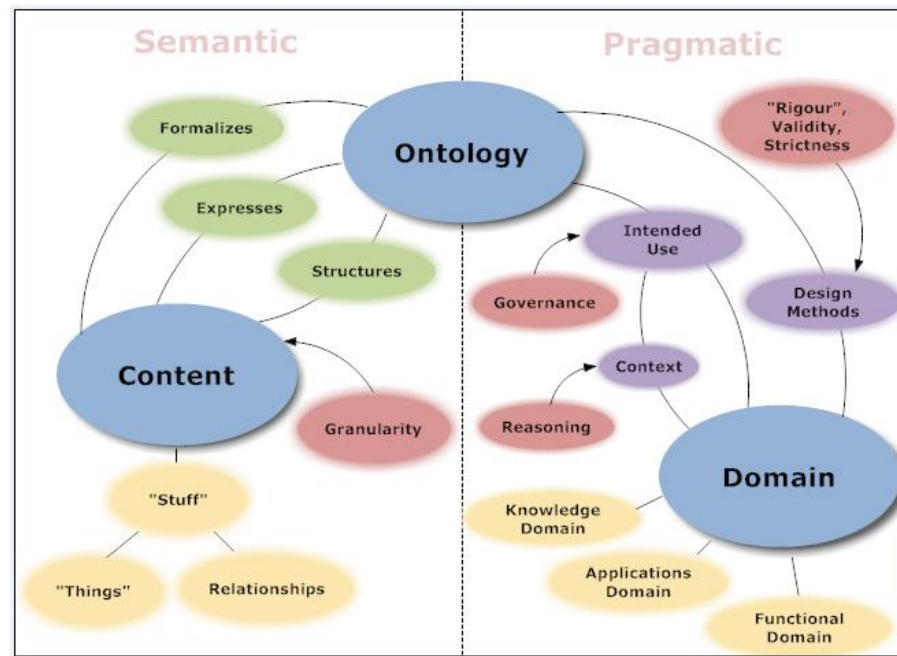 Semantic
Pragmatic
Formalizes
Ontology
"Rigour",
Validity,
Strictness
Expresses
Intended
Use
Structures
Governance
Design
Methods
Content
Context
Granularity
Reasoning
Domain
"Stuff"
Knowledge
Domain
"Things"
Relationships
Applications
Domain
Functional
Domain